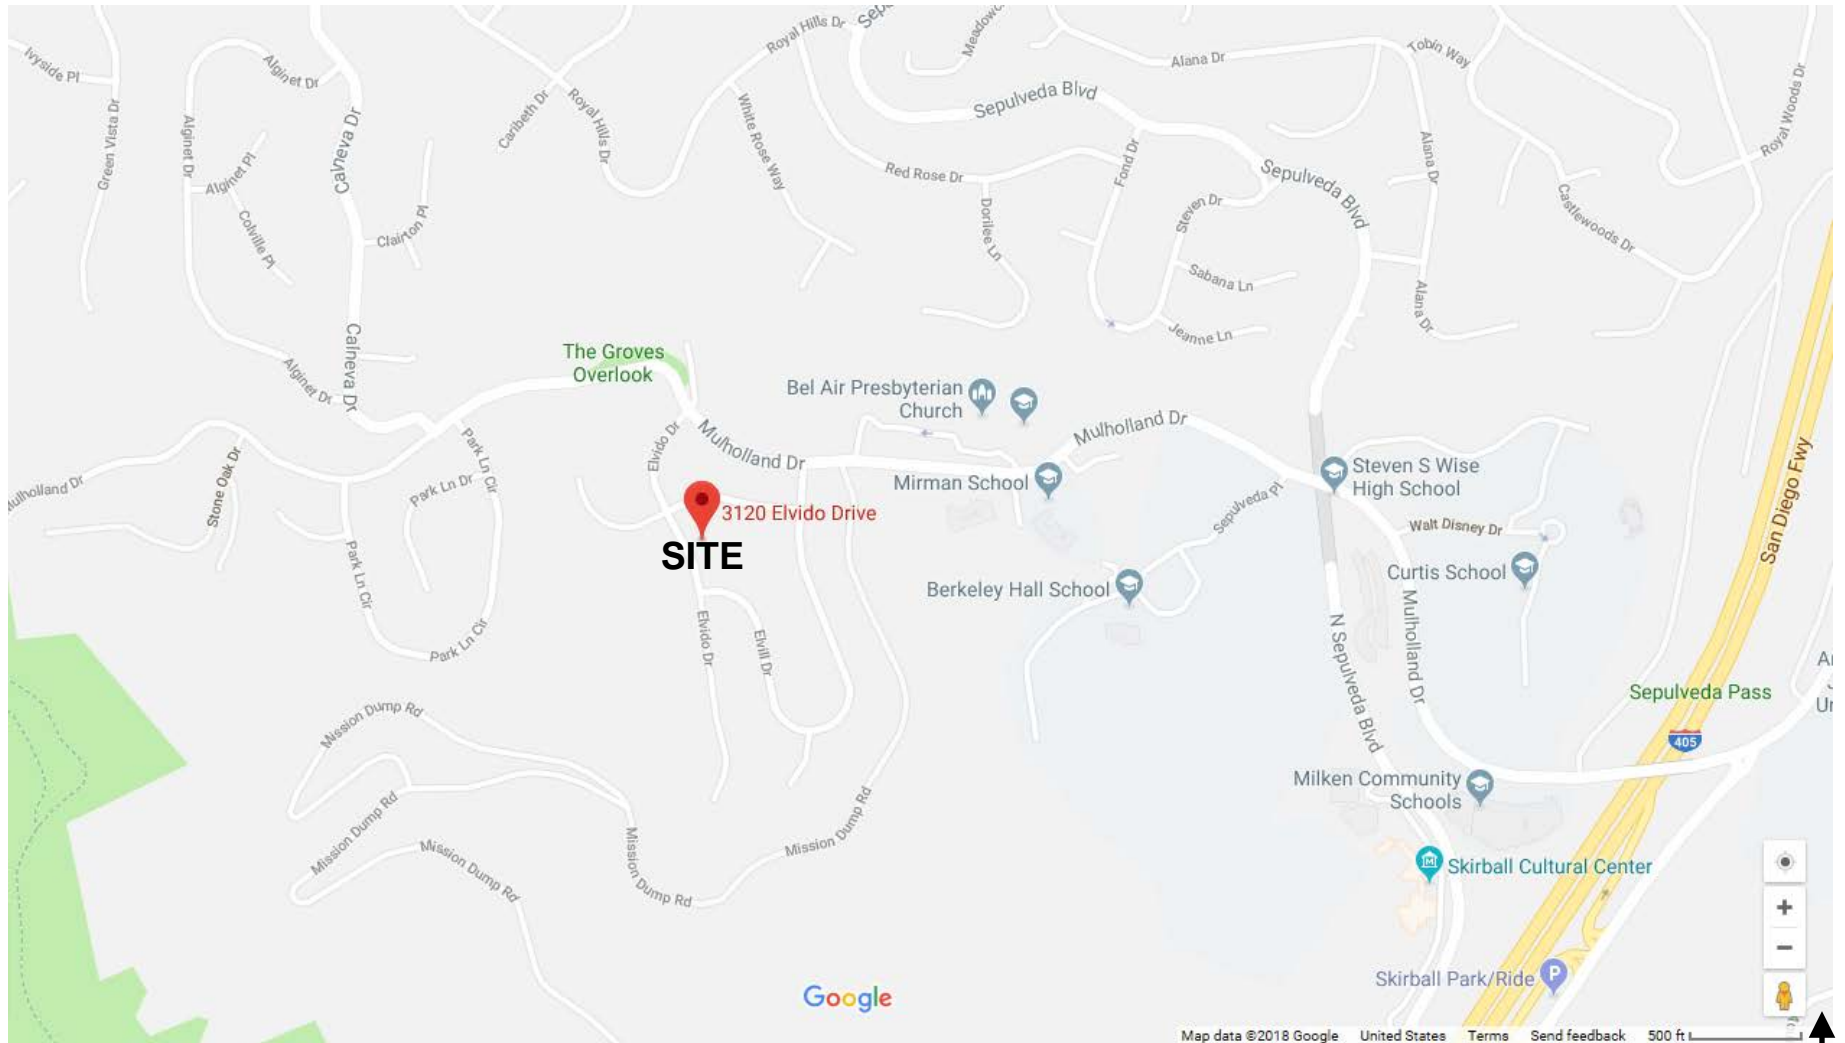 Royal Hills Dr
Meadowc
Ivyside Pl
Alginet Dr
Alana Dr
Tobin Way
Green Vista Dr
Alginet Dr
Calneva Dr
Caribeth Dr
Royal Hills Dr
White Rose Way
Sepulveda Blvd
Royal Woods Dr
Alginet Pl
Colville Pl
Clairton Pl
Red Rose Dr
Dorilee Ln
Fond Dr
Steven Dr
Sepulveda Blvd
Alana Dr
Castlewoods Dr
Sabana Ln
Jeanne Ln
Alana Dr
Calneva Dr
Alginet Dr
The Groves
Overlook
Bel Air Presbyterian
Church
Mulholland Dr
Mulholland Dr
Elvido Dr
Park Ln Cir
Park Ln Dr
Stone Oak Dr
Mirman School
Steven S Wise
High School
Sepulveda Pl
Walt Disney Dr
San Diego Fwy
3120 Elvido Drive
SITE
Park Ln Cir
Park Ln Cir
Berkeley Hall School
Curtis School
Elvido Dr
Elvill Dr
N Sepulveda Blvd
Mulholland Dr
Sepulveda Pass
405
Mission Dump Rd
Mission Dump Rd
Mission Dump Rd
Mission Dump Rd
Mission Dump Rd
Milken Community
Schools
Skirball Cultural Center
Skirball Park/Ride
P
Google
Map data ©2018 Google United States Terms Send feedback 500 ft